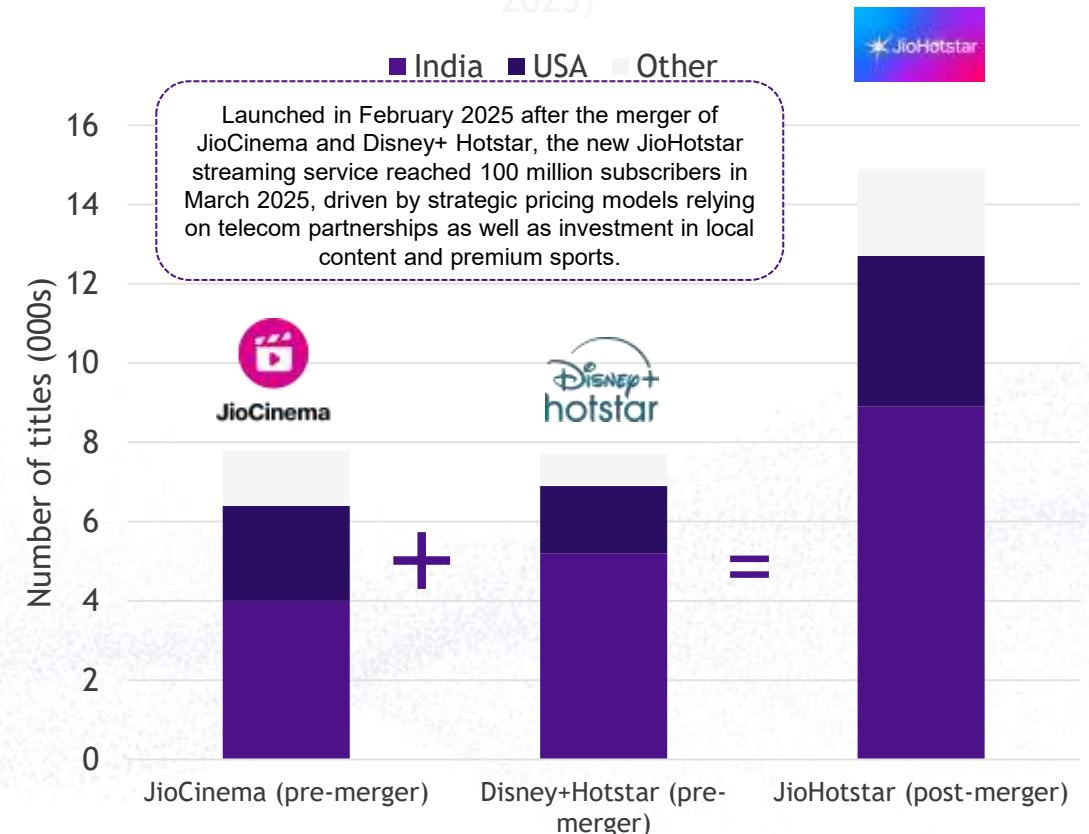 2025)
India USA Other
JioHotstar
Launched in February 2025 after the merger of
JioCinema and Disney+ Hotstar, the new JioHotstar
streaming service reached 100 million subscribers in
March 2025, driven by strategic pricing models relying
on telecom partnerships as well as investment in local
content and premium sports.
Number of titles (000s)
16
14
12
10
8
6
4
2
0
JioCinema
Disney+
hotstar
+
=
JioCinema (pre-merger)
Disney+Hotstar (pre-
merger)
JioHotstar (post-merger)